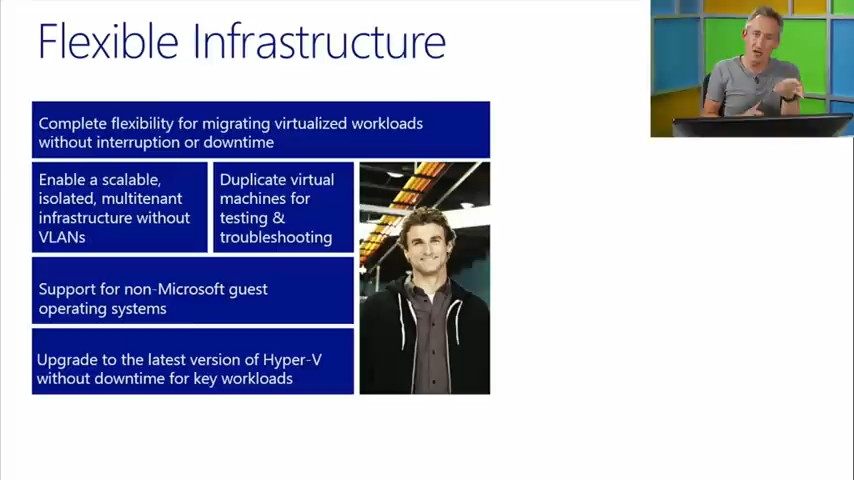 Flexible Infrastructure
Complete flexibility for migrating virtualized workloads
without interruption or downtime
Enable a scalable,
isolated, multitenant
infrastructure without
VLANs
Duplicate virtual
machines for
testing &
troubleshooting
Support for non-Microsoft guest
operating systems
Upgrade to the latest version of Hyper-V
without downtime for key workloads